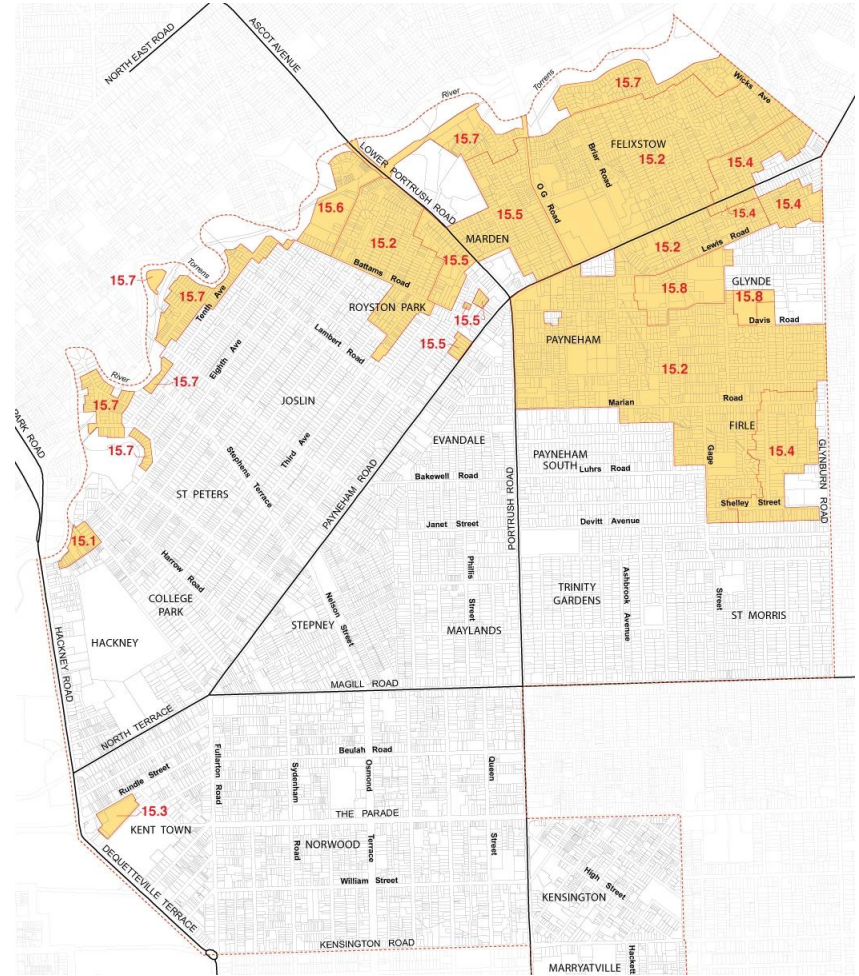 NORTH EAST ROAD
ASCOT AVENUE
River
Torrens
15.7
Wicks Ave
15.7
FELIXSTOW
Briar Road
15.2
15.4
LOWER PORTRUSH ROAD
15.6
15.5
O G Road
15.2
MARDEN
15.4
15.4
Lewis Road
15.2
Battams Road
15.5
Torrens
15.7
15.7
Tenth Ave
ROYSTON PARK
15.5
15.8
GLYNDE
15.8
Davis Road
Lambert Road
15.5
PAYNEHAM
Eighth Ave
15.2
River
15.7
15.7
JOSLIN
Marian Road
FIRLE
PARK ROAD
Third Ave
EVANDALE
PAYNEHAM
SOUTH
Luhrs Road
Gage
15.4
GLYNBURN ROAD
15.7
Stephens Terrace
Bakewell Road
ST PETERS
PAYNEHAM ROAD
PORTRUSH ROAD
Shelley Street
Janet Street
Devitt Avenue
15.1
Harrow Road
COLLEGE
PARK
Phillis
Street
TRINITY
GARDENS
Ashbrook Avenue
Street
ST MORRIS
Nelson Street
STEPNEY
MAYLANDS
HACKNEY
HACKNEY ROAD
MAGILL ROAD
NORTH TERRACE
Rundle Street
Fullarton Road
Beulah Road
Sydenham
Osmond
Queen
15.3
THE PARADE
KENT TOWN
NORWOOD
Road
Terrace
Street
DEQUETTEVILLE TERRACE
William Street
High Street
KENSINGTON
KENSINGTON ROAD
MARRYATVILLE
Hackett